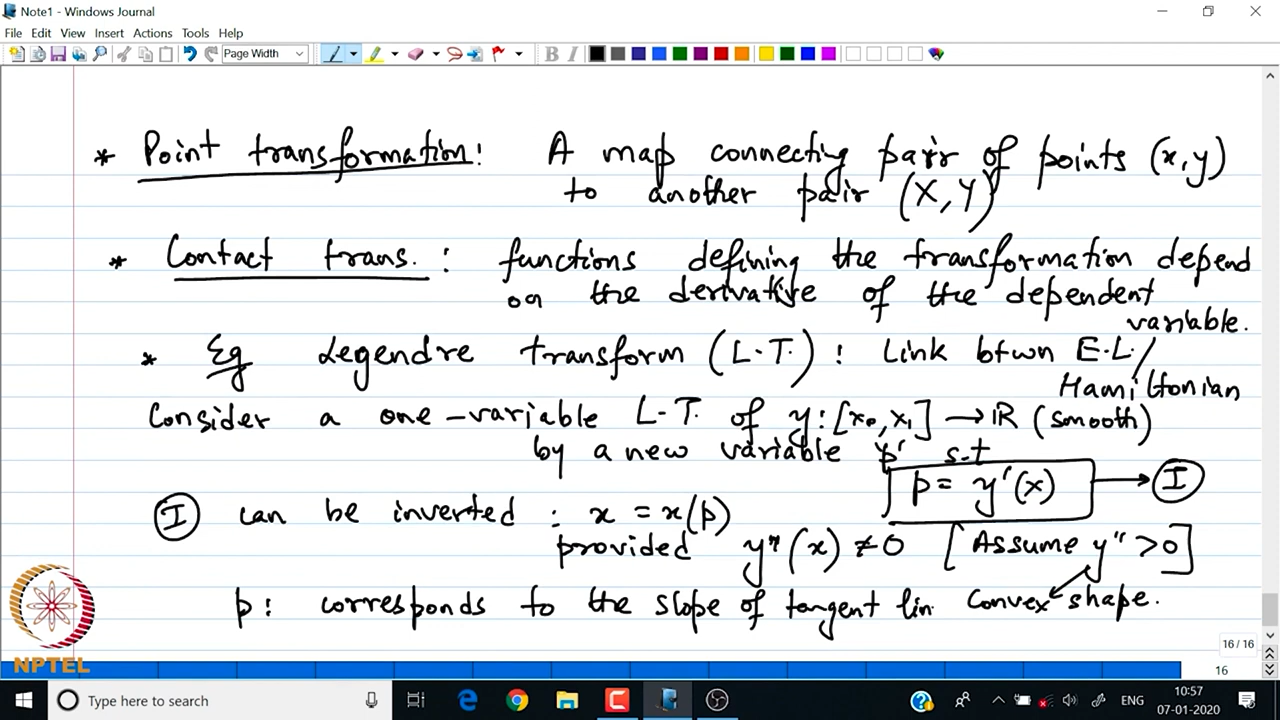 Note1 - Windows Journal
File Edit View Insert Actions Tools Help
Page Width
* Point transformation: A map connecting pair of points (x,y)
to another pair (X,Y)
* Contact trans. : functions defining the transformation depend
on the derivative of the dependent
variable.
* Eg Legendre transform (L.T.) : Link btwn E.L./
Hamiltonian
Consider a one-variable L.T. of y:[x₀,x₁] → ℝ (smooth)
by a new variable 'p' s.t
p = y'(x) → I
I can be inverted : x = x(p)
provided y''(x) ≠ 0 [Assume y'' > 0]
p: corresponds to the slope of tangent lin. Convex shape.
16 / 16
NPTEL
16
Type here to search
ENG
10:57
07-01-2020